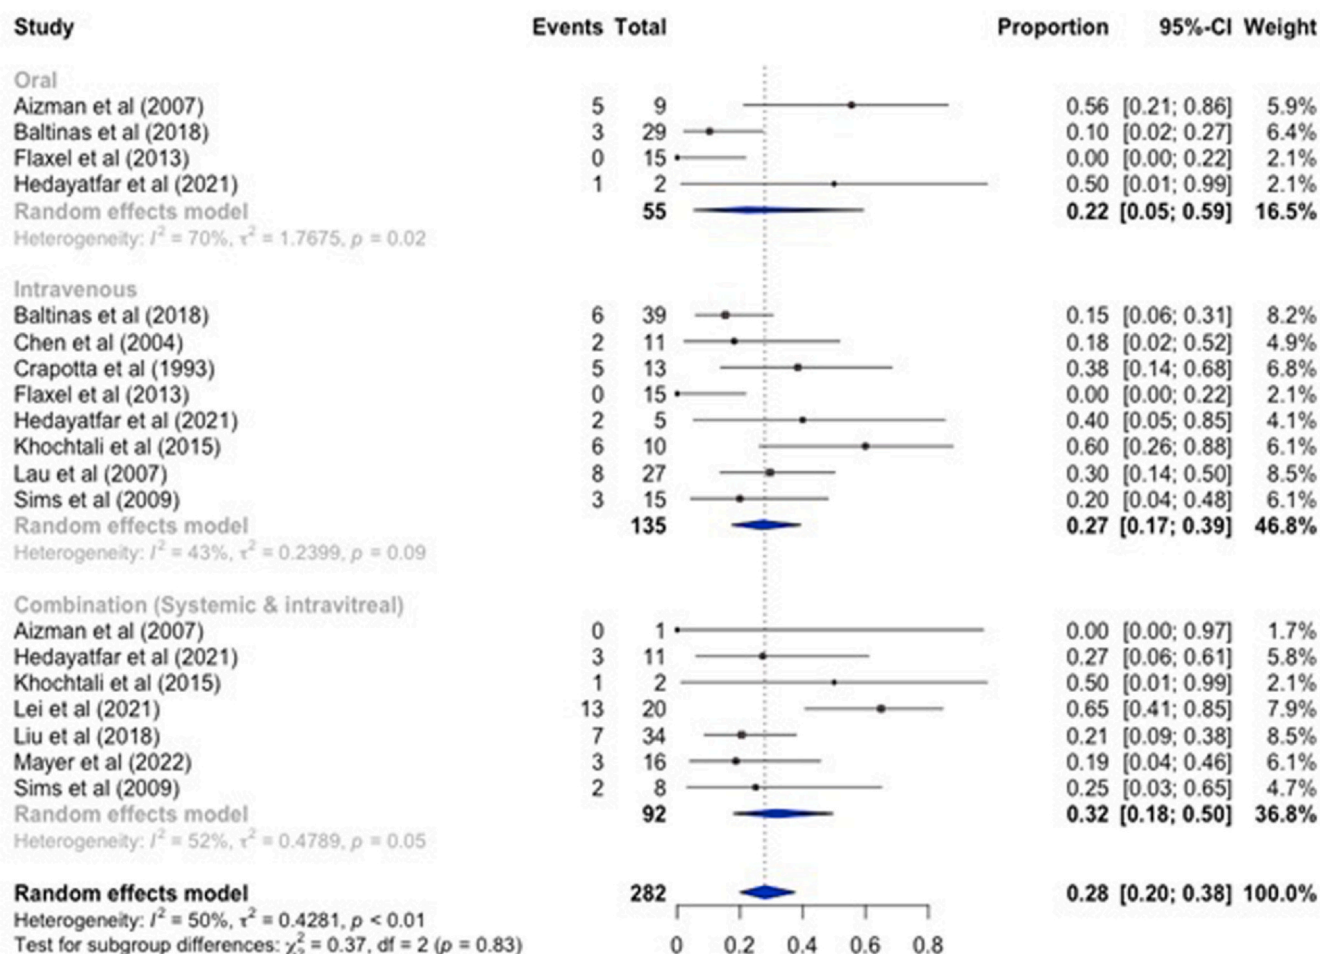 Study Events Total Proportion 95%-CI Weight
Oral
Aizman et al (2007) 5 9 0.56 [0.21; 0.86] 5.9%
Baltinas et al (2018) 3 29 0.10 [0.02; 0.27] 6.4%
Flaxel et al (2013) 0 15 0.00 [0.00; 0.22] 2.1%
Hedayatfar et al (2021) 1 2 0.50 [0.01; 0.99] 2.1%
Random effects model 55 0.22 [0.05; 0.59] 16.5%
Heterogeneity: I² = 70%, τ² = 1.7675, p = 0.02
Intravenous
Baltinas et al (2018) 6 39 0.15 [0.06; 0.31] 8.2%
Chen et al (2004) 2 11 0.18 [0.02; 0.52] 4.9%
Crapotta et al (1993) 5 13 0.38 [0.14; 0.68] 6.8%
Flaxel et al (2013) 0 15 0.00 [0.00; 0.22] 2.1%
Hedayatfar et al (2021) 2 5 0.40 [0.05; 0.85] 4.1%
Khochtali et al (2015) 6 10 0.60 [0.26; 0.88] 6.1%
Lau et al (2007) 8 27 0.30 [0.14; 0.50] 8.5%
Sims et al (2009) 3 15 0.20 [0.04; 0.48] 6.1%
Random effects model 135 0.27 [0.17; 0.39] 46.8%
Heterogeneity: I² = 43%, τ² = 0.2399, p = 0.09
Combination (Systemic & intravitreal)
Aizman et al (2007) 0 1 0.00 [0.00; 0.97] 1.7%
Hedayatfar et al (2021) 3 11 0.27 [0.06; 0.61] 5.8%
Khochtali et al (2015) 1 2 0.50 [0.01; 0.99] 2.1%
Lei et al (2021) 13 20 0.65 [0.41; 0.85] 7.9%
Liu et al (2018) 7 34 0.21 [0.09; 0.38] 8.5%
Mayer et al (2022) 3 16 0.19 [0.04; 0.46] 6.1%
Sims et al (2009) 2 8 0.25 [0.03; 0.65] 4.7%
Random effects model 92 0.32 [0.18; 0.50] 36.8%
Heterogeneity: I² = 52%, τ² = 0.4789, p = 0.05
Random effects model 282 0.28 [0.20; 0.38] 100.0%
Heterogeneity: I² = 50%, τ² = 0.4281, p < 0.01
Test for subgroup differences: χ²₂ = 0.37, df = 2 (p = 0.83)
0 0.2 0.4 0.6 0.8